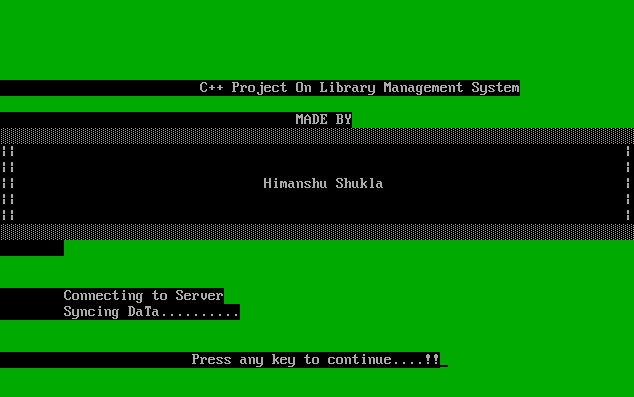 C++ Project On Library Management System
MADE BY
Himanshu Shukla
Connecting to Server
Syncing DaTa..........
Press any key to continue....!!_